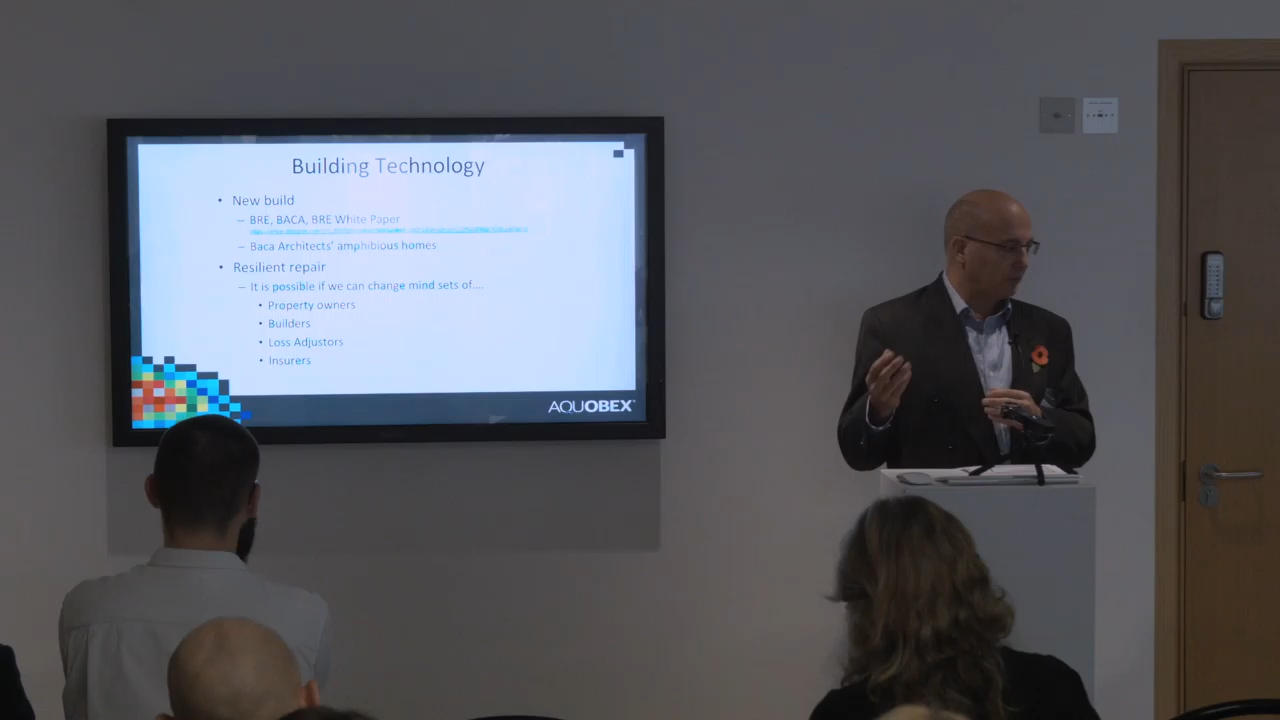 Building Technology
• New build
– BRE, BACA, BRE White Paper
– Baca Architects' amphibious homes
• Resilient repair
– It is possible if we can change mind sets of....
• Property owners
• Builders
• Loss Adjustors
• Insurers
AQUOBEX